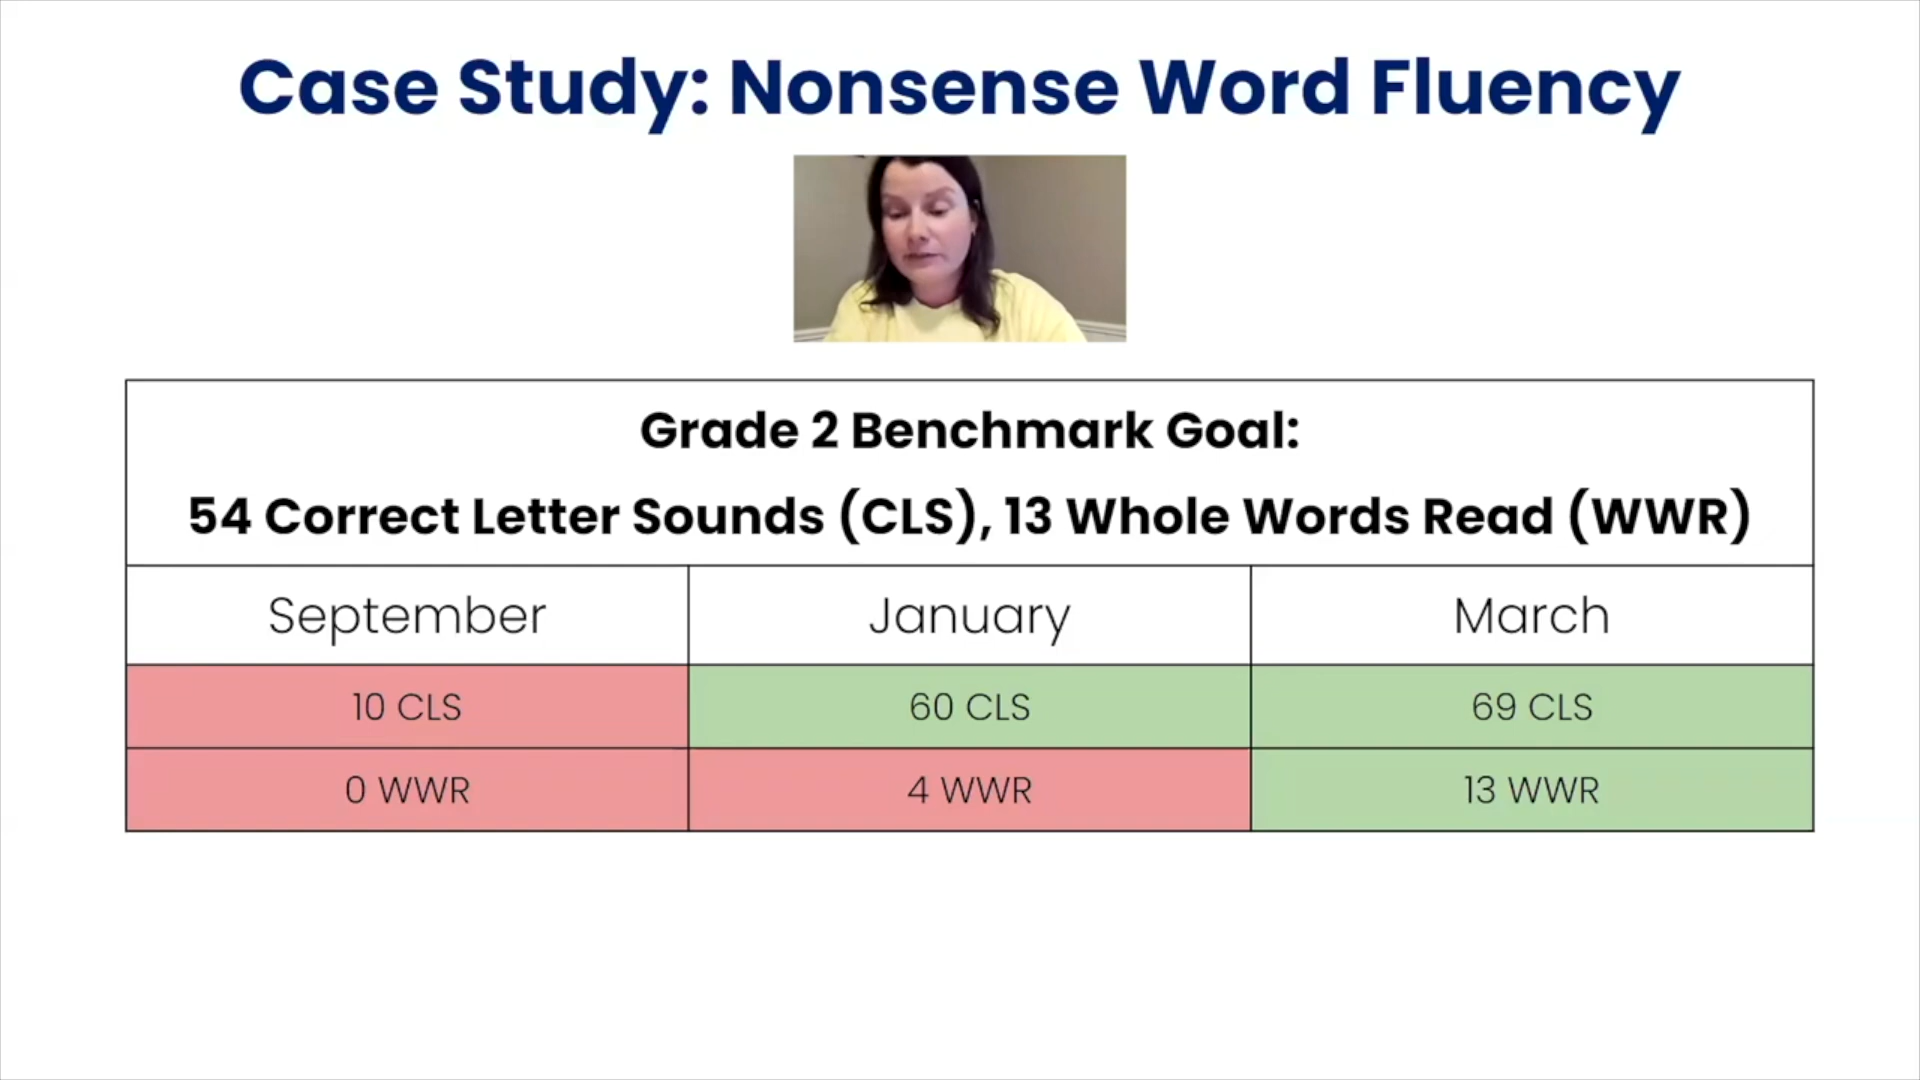 Case Study: Nonsense Word Fluency
Grade 2 Benchmark Goal:
54 Correct Letter Sounds (CLS), 13 Whole Words Read (WWR)
September January March
10 CLS 60 CLS 69 CLS
0 WWR 4 WWR 13 WWR